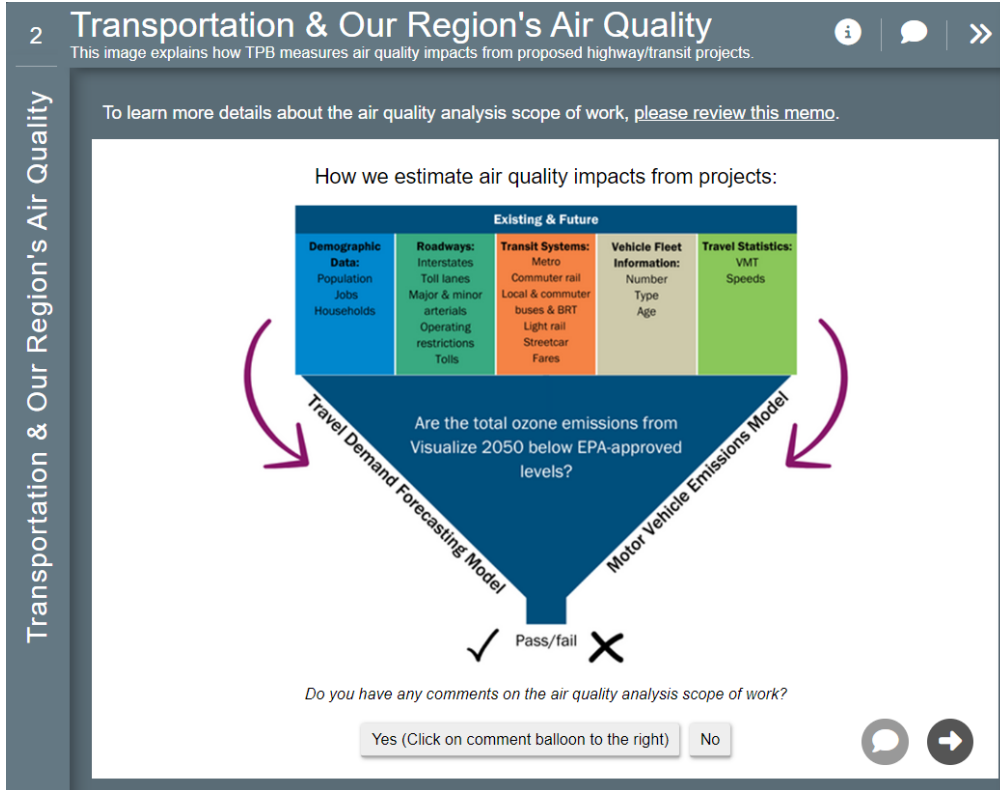 2
Transportation & Our Region's Air Quality
This image explains how TPB measures air quality impacts from proposed highway/transit projects.
Transportation & Our Region's Air Quality
To learn more details about the air quality analysis scope of work, please review this memo.
How we estimate air quality impacts from projects:
Existing & Future
Demographic
Data:
Population
Jobs
Households
Roadways:
Interstates
Toll lanes
Major & minor
arterials
Operating
restrictions
Tolls
Transit Systems:
Metro
Commuter rail
Local & commuter
buses & BRT
Light rail
Streetcar
Fares
Vehicle Fleet
Information:
Number
Type
Age
Travel Statistics:
VMT
Speeds
Travel Demand Forecasting Model
Are the total ozone emissions from
Visualize 2050 below EPA-approved
levels?
Motor Vehicle Emissions Model
Pass/fail
Do you have any comments on the air quality analysis scope of work?
Yes (Click on comment balloon to the right)
No